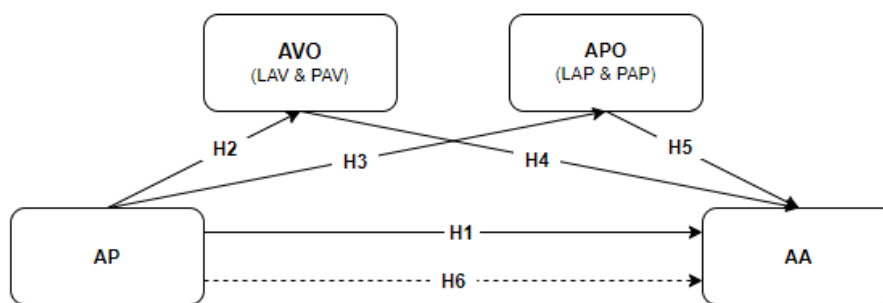 AVO
(LAV & PAV)
APO
(LAP & PAP)
H2
H3
H4
H5
AP
H1
AA
H6